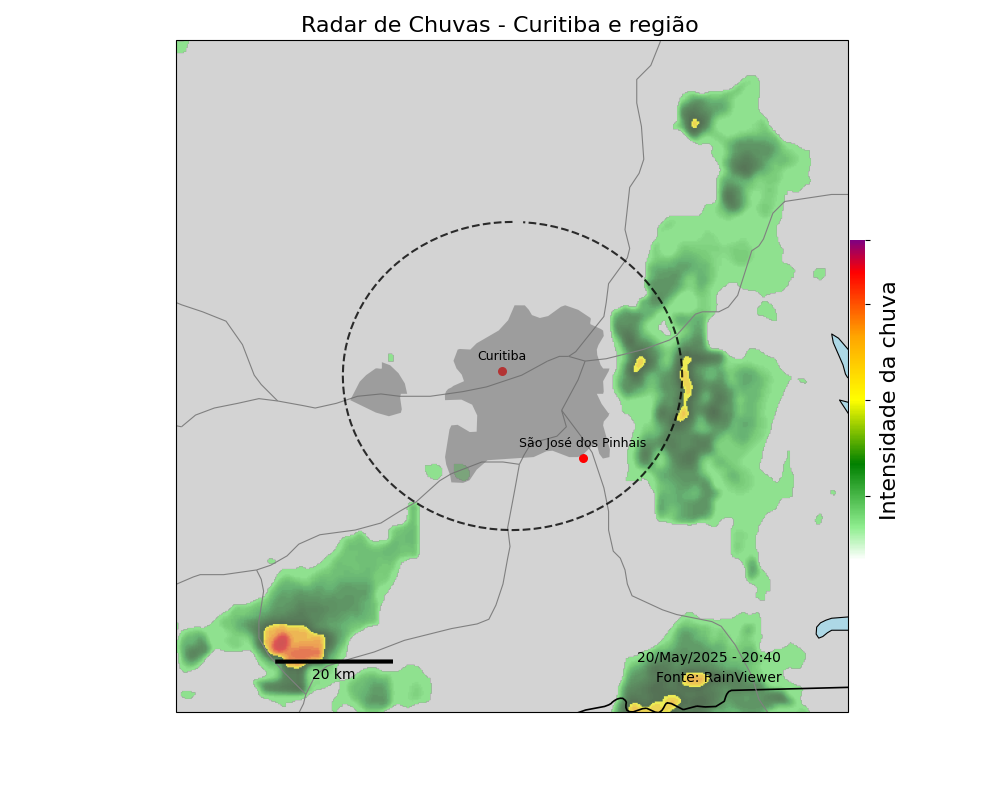 Radar de Chuvas - Curitiba e região
Curitiba
São José dos Pinhais
Intensidade da chuva
20/May/2025 - 20:40
Fonte: RainViewer
20 km